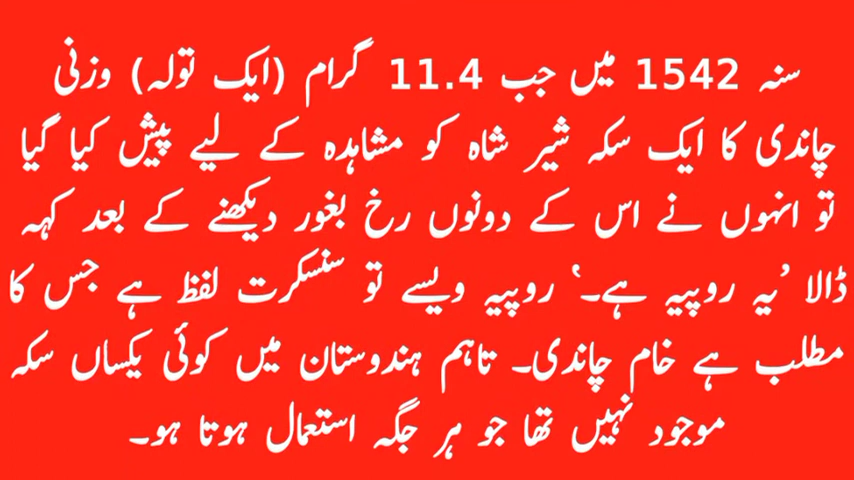 سنہ 1542 میں جب 11.4 گرام (ایک تولہ) وزنی
چاندی کا ایک سکہ شیر شاہ کو مشاہدہ کے لیے پیش کیا گیا
تو انہوں نے اس کے دونوں رخ بغور دیکھنے کے بعد کہہ
ڈالا ’یہ روپیہ ہے۔‘ روپیہ ویسے تو سنسکرت لفظ ہے جس کا
مطلب ہے خام چاندی۔ تاہم ہندوستان میں کوئی یکساں سکہ
موجود نہیں تھا جو ہر جگہ استعمال ہوتا ہو۔